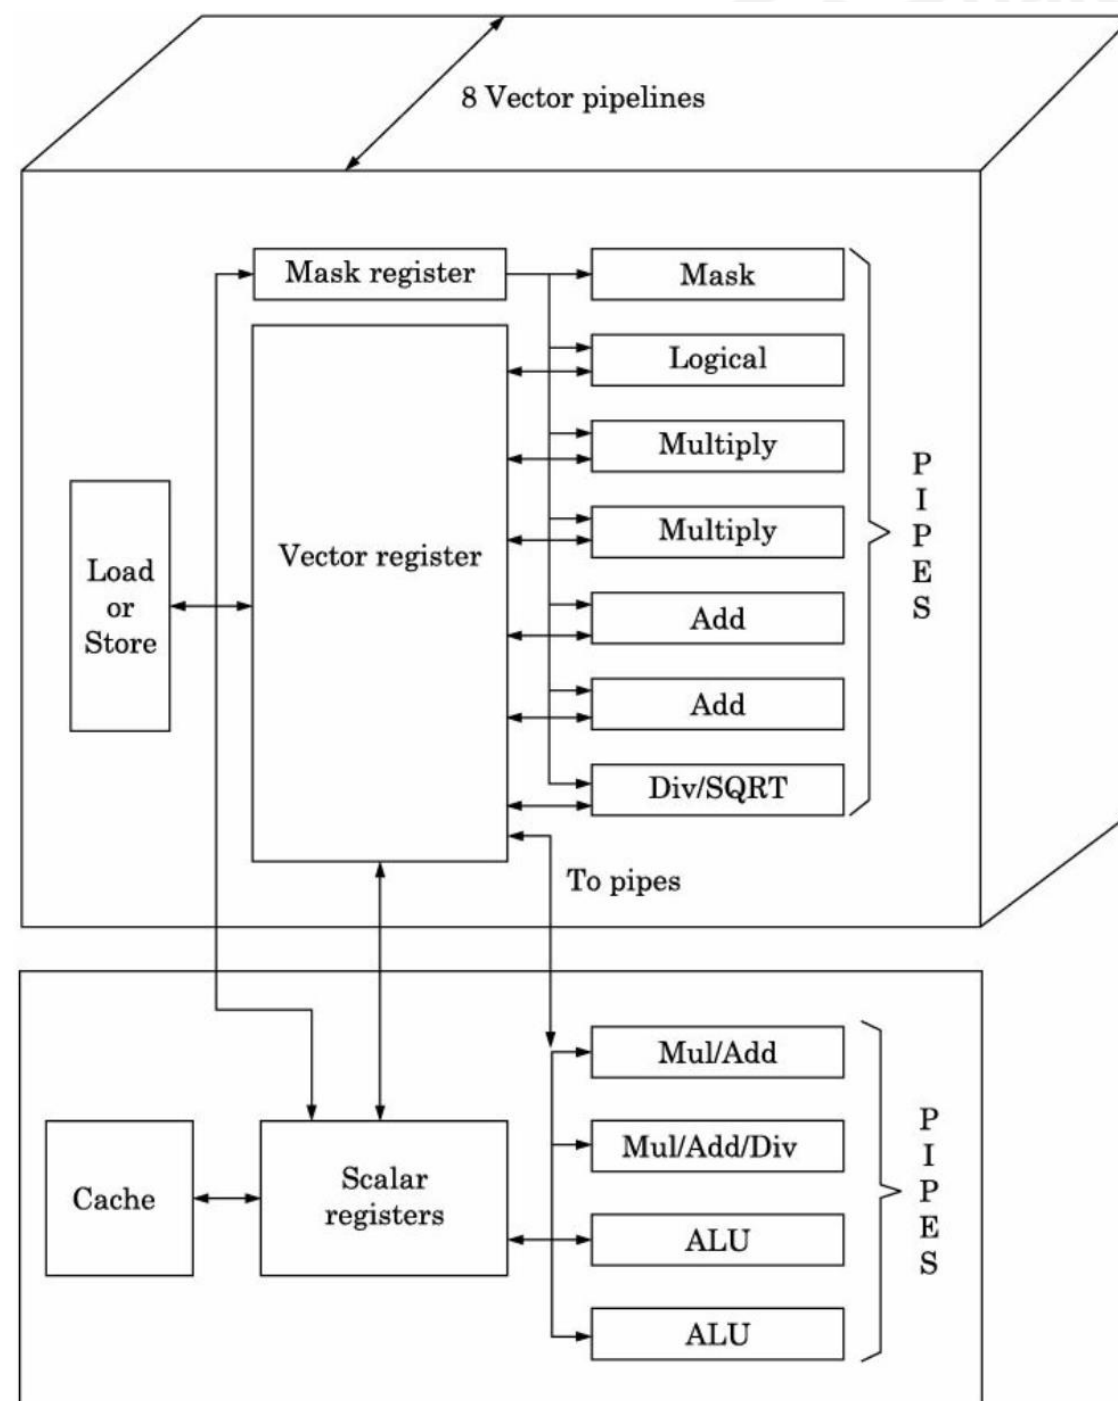 8 Vector pipelines
Mask register
Mask
Logical
Multiply
Multiply
Add
Add
Div/SQRT
P
I
P
E
S
Vector register
Load
or
Store
To pipes
Mul/Add
Mul/Add/Div
ALU
ALU
P
I
P
E
S
Cache
Scalar
registers